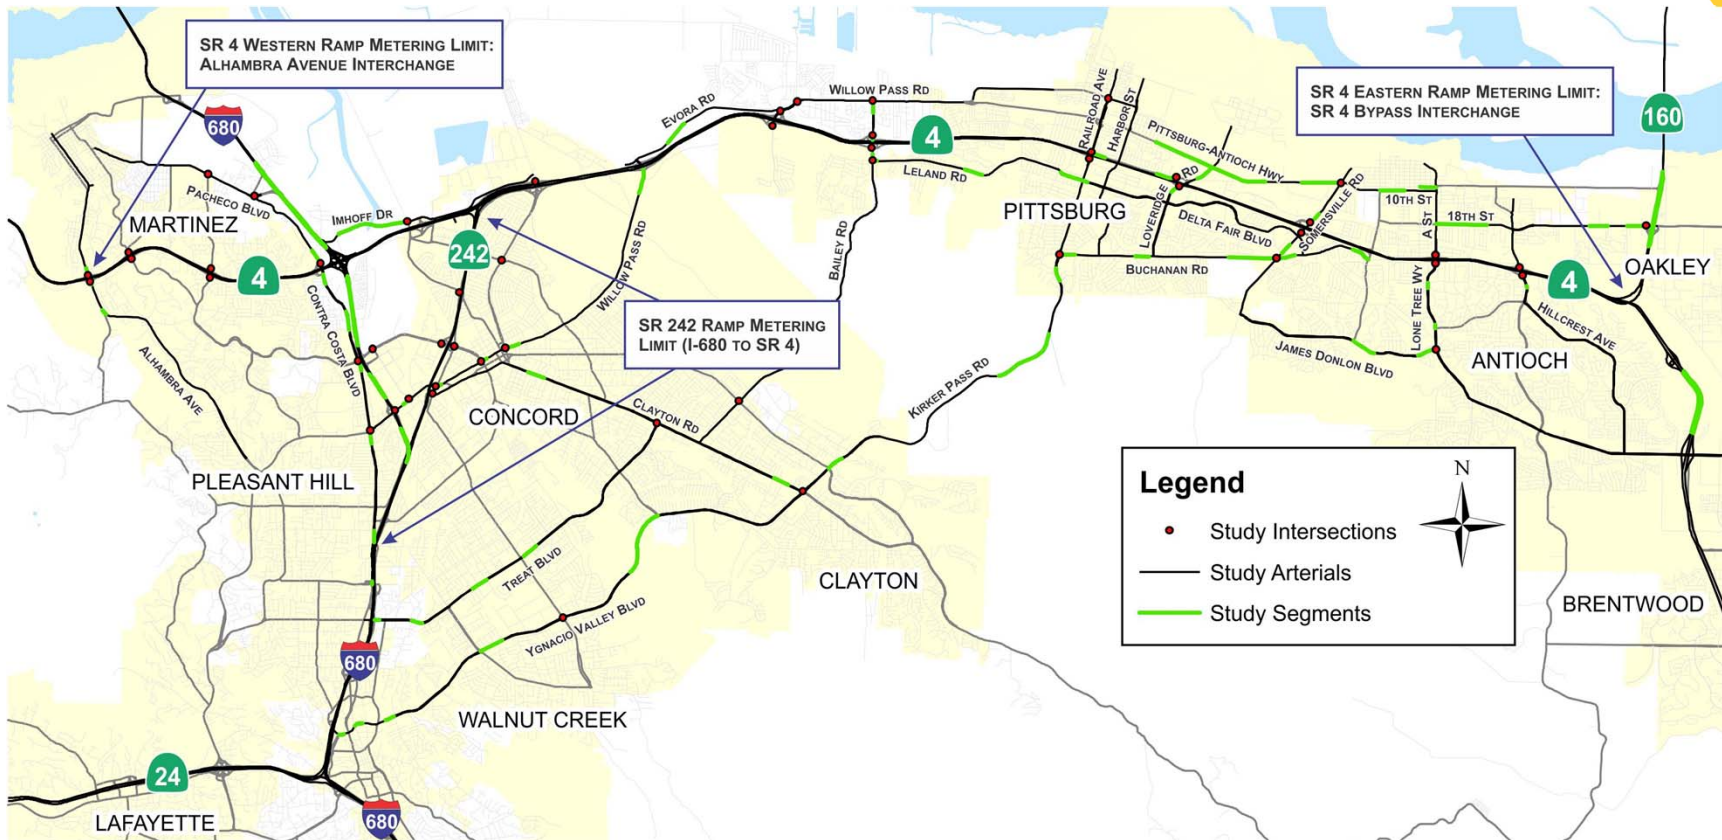 SR 4 WESTERN RAMP METERING LIMIT:
ALHAMBRA AVENUE INTERCHANGE
680
EVORA RD
WILLOW PASS RD
RAILROAD AVE
HARBOR ST
SR 4 EASTERN RAMP METERING LIMIT:
SR 4 BYPASS INTERCHANGE
160
4
PITTSBURG-ANTIOCH HWY
LELAND RD
PACHECO BLVD
IMHOFF DR
MARTINEZ
242
4
WILLOW PASS RD
BAILEY RD
PITTSBURG
LOVERIDGE RD
DELTA FAIR BLVD
SOMERSVILLE RD
10TH ST
A ST
18TH ST
BUCHANAN RD
4
OAKLEY
CONTRA COSTA BLVD
SR 242 RAMP METERING
LIMIT (I-680 TO SR 4)
LONE TREE WY
HILLCREST AVE
JAMES DONLON BLVD
ANTIOCH
ALHAMBRA AVE
CONCORD
CLAYTON RD
KIRKER PASS RD
PLEASANT HILL
Legend
N
Study Intersections
Study Arterials
Study Segments
TREAT BLVD
CLAYTON
BRENTWOOD
YGNACIO VALLEY BLVD
680
WALNUT CREEK
24
LAFAYETTE
680